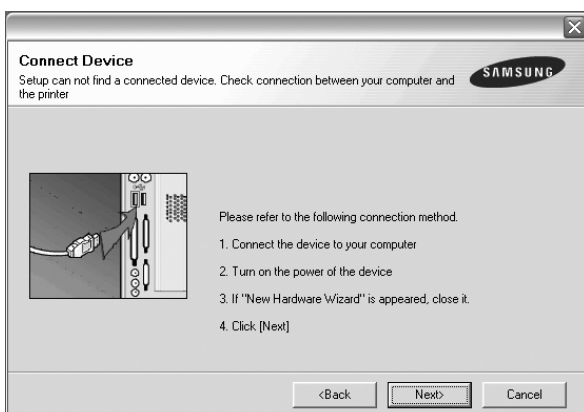 Connect Device
Setup can not find a connected device. Check connection between your computer and
the printer
SAMSUNG
Please refer to the following connection method.
1. Connect the device to your computer
2. Turn on the power of the device
3. If "New Hardware Wizard" is appeared, close it.
4. Click [Next]
<Back
Next>
Cancel